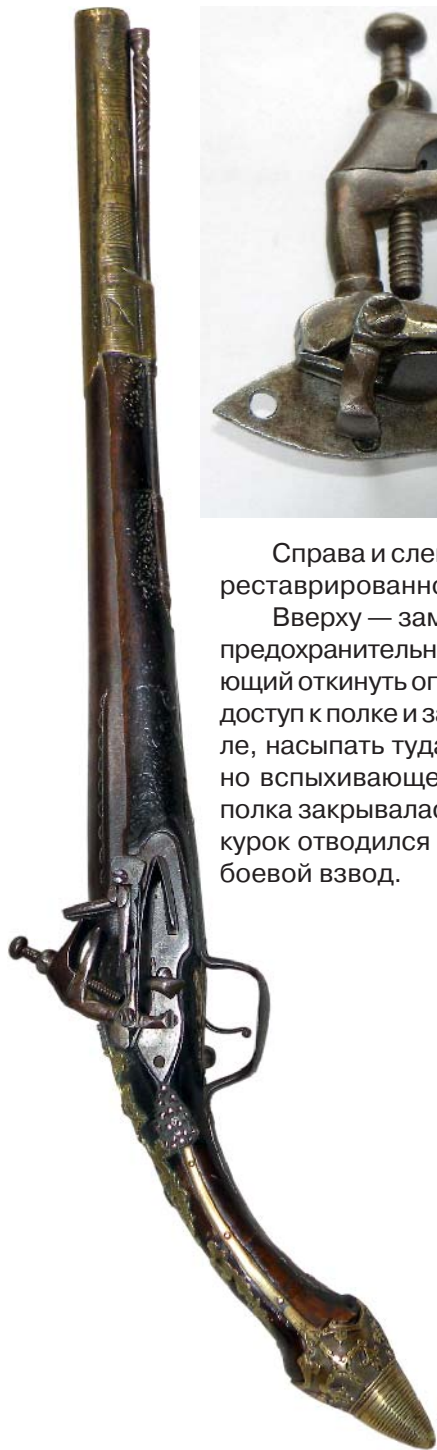 Справа и сле
реставрированно
Вверху — зам
предохранительн
ющий откинуть ог
доступ к полке и за
ле, насыпать туда
но вспыхивающе
полка закрывалас
курок отводился
боевой взвод.